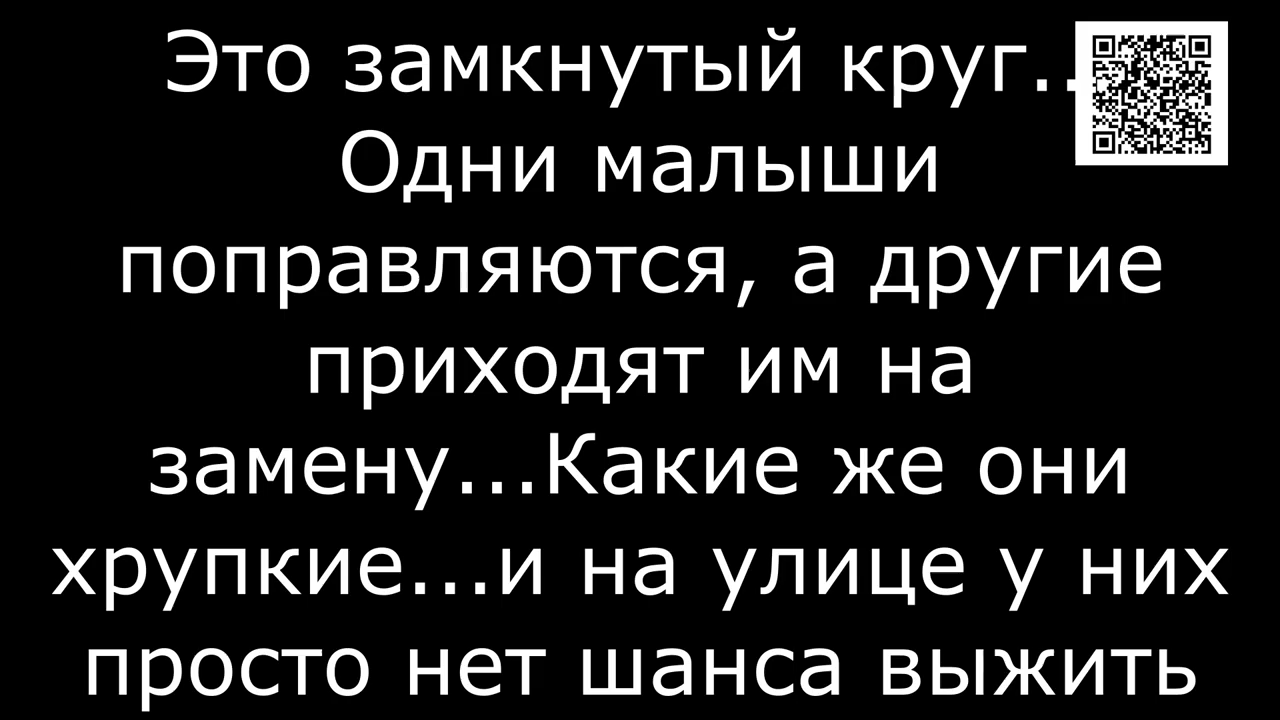 Это замкнутый круг..
Одни малыши
поправляются, а другие
приходят им на
замену...Какие же они
хрупкие...и на улице у них
просто нет шанса выжить